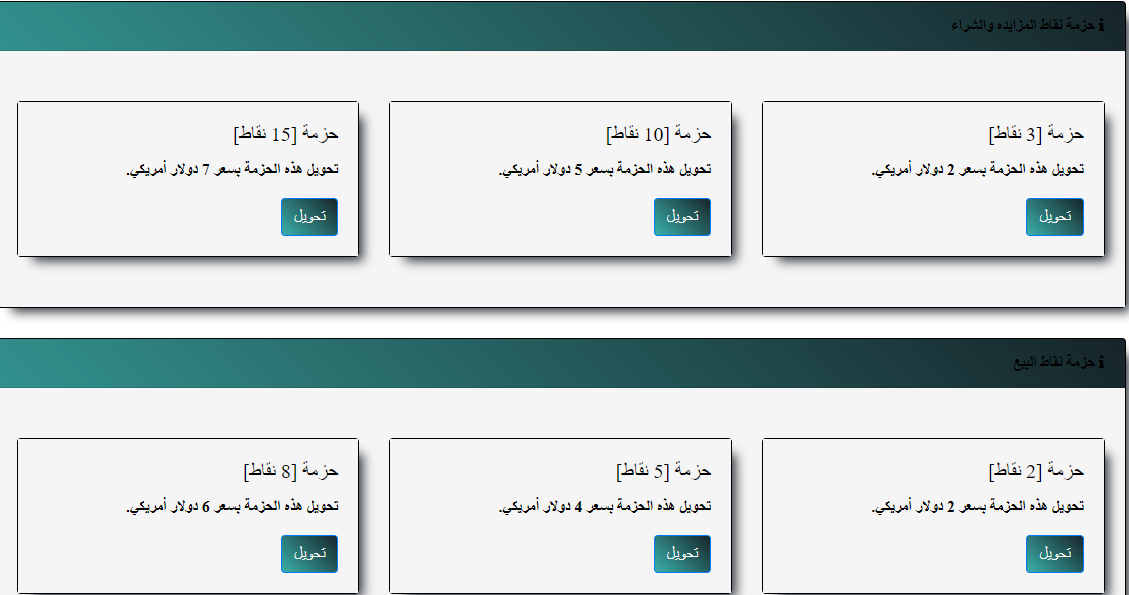 حزمة نقاط المزايده والشراء
حزمة [3 نقاط]
تحويل هذه الحزمة بسعر 2 دولار أمريكي.
تحويل
حزمة [10 نقاط]
تحويل هذه الحزمة بسعر 5 دولار أمريكي.
تحويل
حزمة [15 نقاط]
تحويل هذه الحزمة بسعر 7 دولار أمريكي.
تحويل
حزمة نقاط البيع
حزمة [2 نقاط]
تحويل هذه الحزمة بسعر 2 دولار أمريكي.
تحويل
حزمة [5 نقاط]
تحويل هذه الحزمة بسعر 4 دولار أمريكي.
تحويل
حزمة [8 نقاط]
تحويل هذه الحزمة بسعر 6 دولار أمريكي.
تحويل